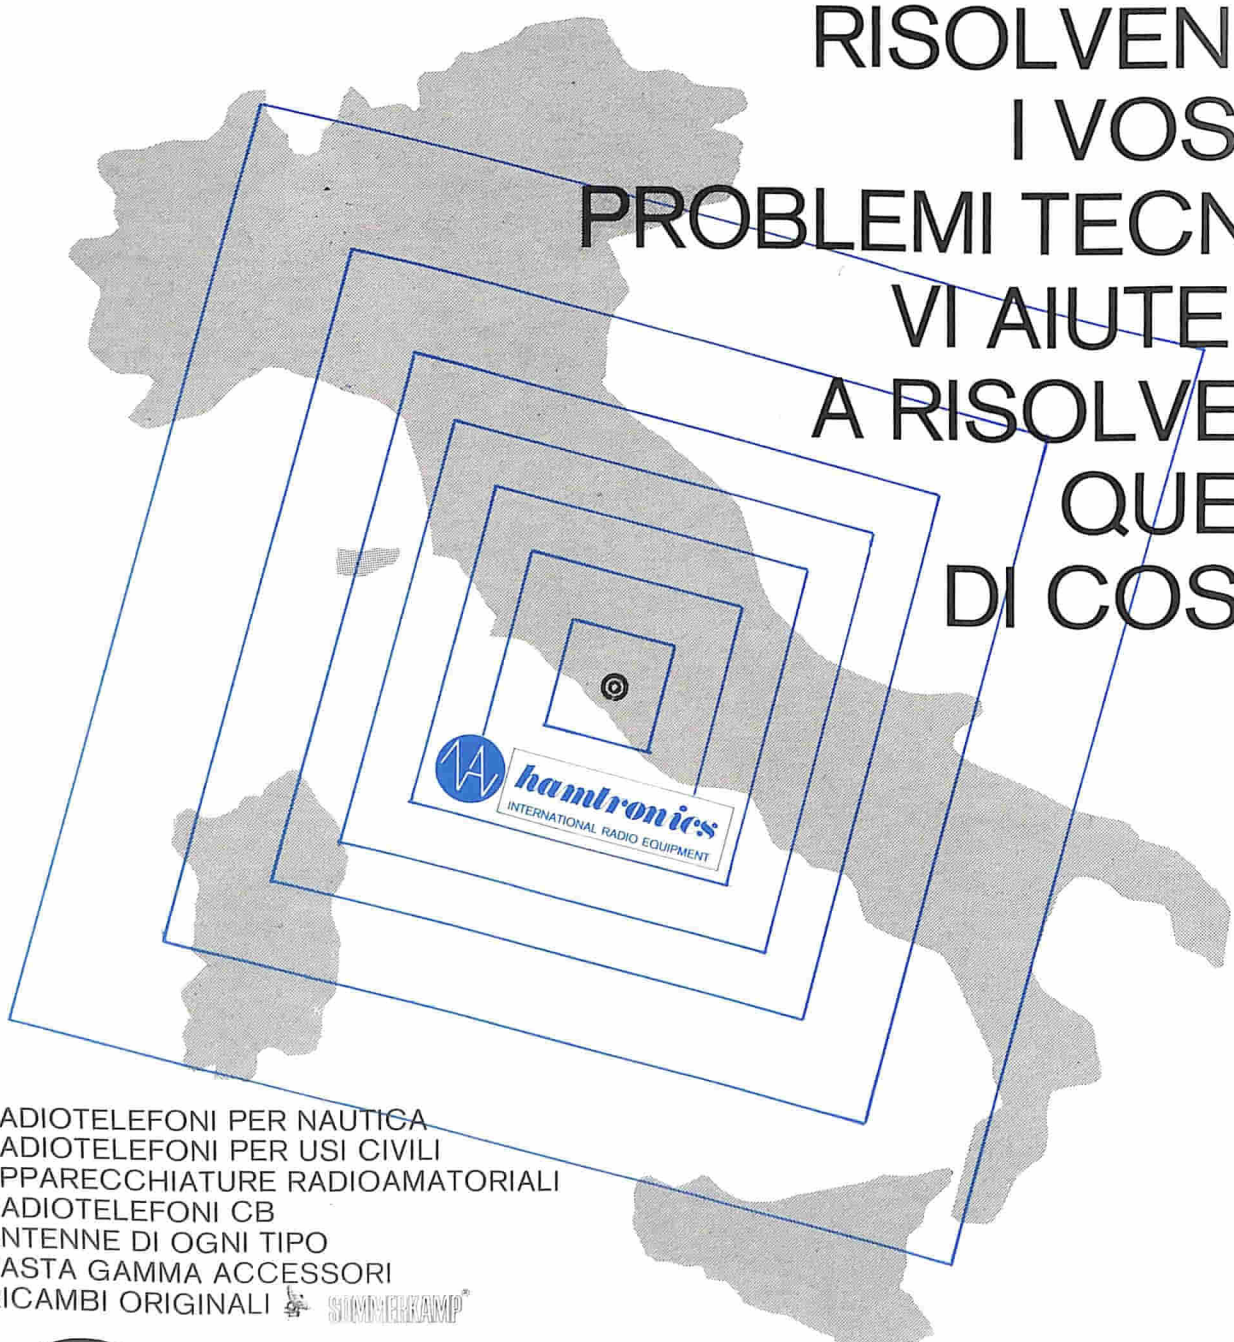 RISOLVEN
I VOS
PROBLEMI TECN
VI AIUTE
A RISOLVE
QUE
DI COS
hamtronics
INTERNATIONAL RADIO EQUIPMENT
ADIOTELEFONI PER NAUTICA
ADIOTELEFONI PER USI CIVILI
PPARECCHIATURE RADIOAMATORIALI
ADIOTELEFONI CB
NTENNE DI OGNI TIPO
ASTA GAMMA ACCESSORI
ICAMBI ORIGINALI SOMMERKAMP®